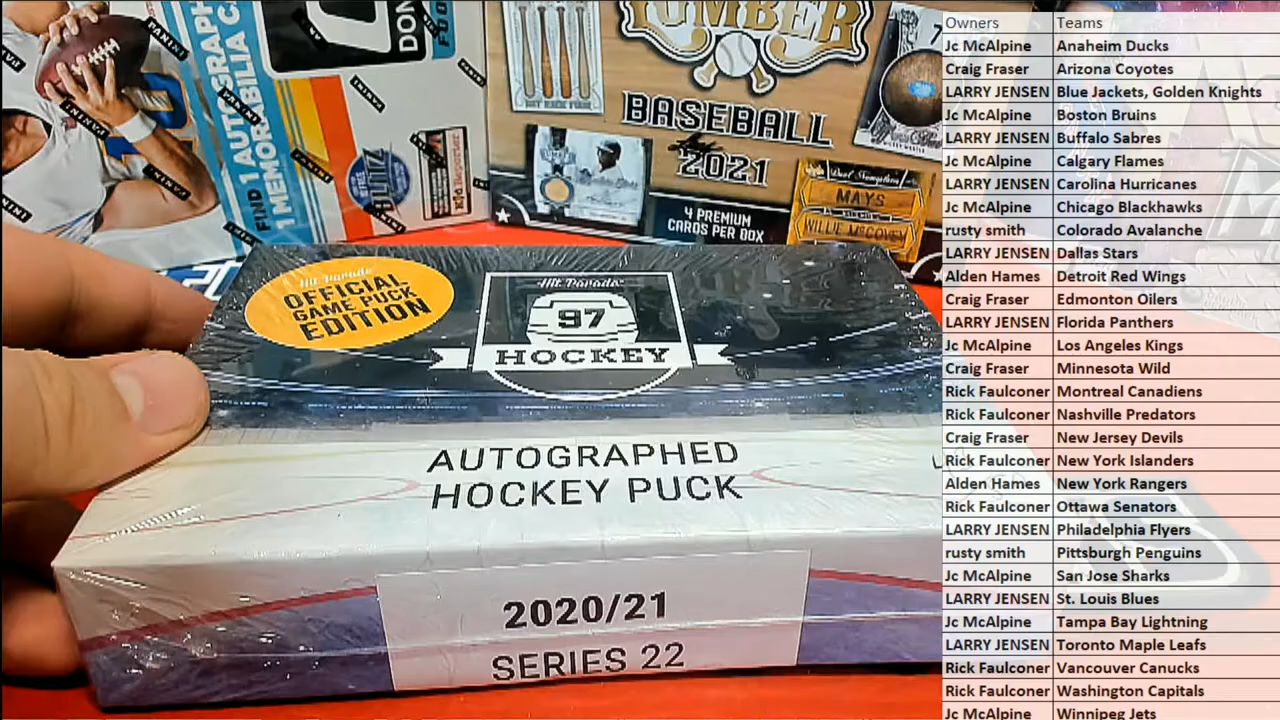 PANINI
FIND 1 AUTOGRAPH
1 MEMORABILIA C
DON
BLITZ
LUMBER
BASEBALL
2021
4 PREMIUM
CARDS PER BOX
MAYS
WILLIE McCOVEY
Hit Parade
OFFICIAL
GAME PUCK
EDITION
Hit Parade
97
HOCKEY
AUTOGRAPHED
HOCKEY PUCK
2020/21
SERIES 22
Owners Teams
Jc McAlpine Anaheim Ducks
Craig Fraser Arizona Coyotes
LARRY JENSEN Blue Jackets, Golden Knights
Jc McAlpine Boston Bruins
LARRY JENSEN Buffalo Sabres
Jc McAlpine Calgary Flames
LARRY JENSEN Carolina Hurricanes
Jc McAlpine Chicago Blackhawks
rusty smith Colorado Avalanche
LARRY JENSEN Dallas Stars
Alden Hames Detroit Red Wings
Craig Fraser Edmonton Oilers
LARRY JENSEN Florida Panthers
Jc McAlpine Los Angeles Kings
Craig Fraser Minnesota Wild
Rick Faulconer Montreal Canadiens
Rick Faulconer Nashville Predators
Craig Fraser New Jersey Devils
Rick Faulconer New York Islanders
Alden Hames New York Rangers
Rick Faulconer Ottawa Senators
LARRY JENSEN Philadelphia Flyers
rusty smith Pittsburgh Penguins
Jc McAlpine San Jose Sharks
LARRY JENSEN St. Louis Blues
Jc McAlpine Tampa Bay Lightning
LARRY JENSEN Toronto Maple Leafs
Rick Faulconer Vancouver Canucks
Rick Faulconer Washington Capitals
Jc McAlpine Winnipeg Jets